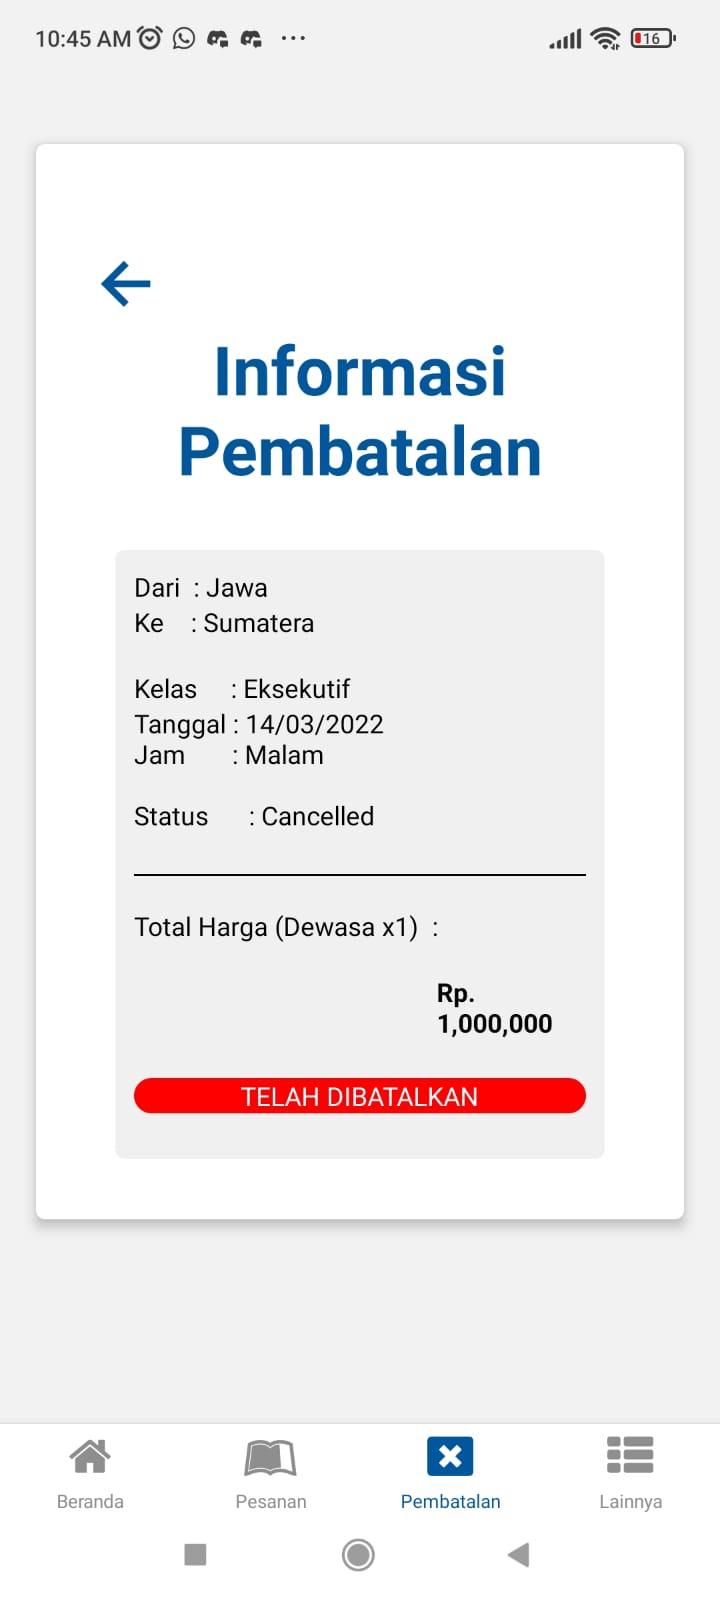 10:45 AM
16
Informasi
Pembatalan
Dari : Jawa
Ke : Sumatera
Kelas : Eksekutif
Tanggal : 14/03/2022
Jam : Malam
Status : Cancelled
Total Harga (Dewasa x1) :
Rp.
1,000,000
TELAH DIBATALKAN
Beranda Pesanan Pembatalan Lainnya